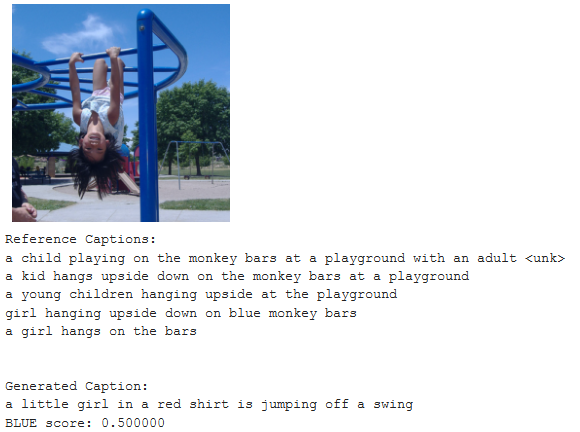 Reference Captions:
a child playing on the monkey bars at a playground with an adult <unk>
a kid hangs upside down on the monkey bars at a playground
a young children hanging upside at the playground
girl hanging upside down on blue monkey bars
a girl hangs on the bars
Generated Caption:
a little girl in a red shirt is jumping off a swing
BLUE score: 0.500000